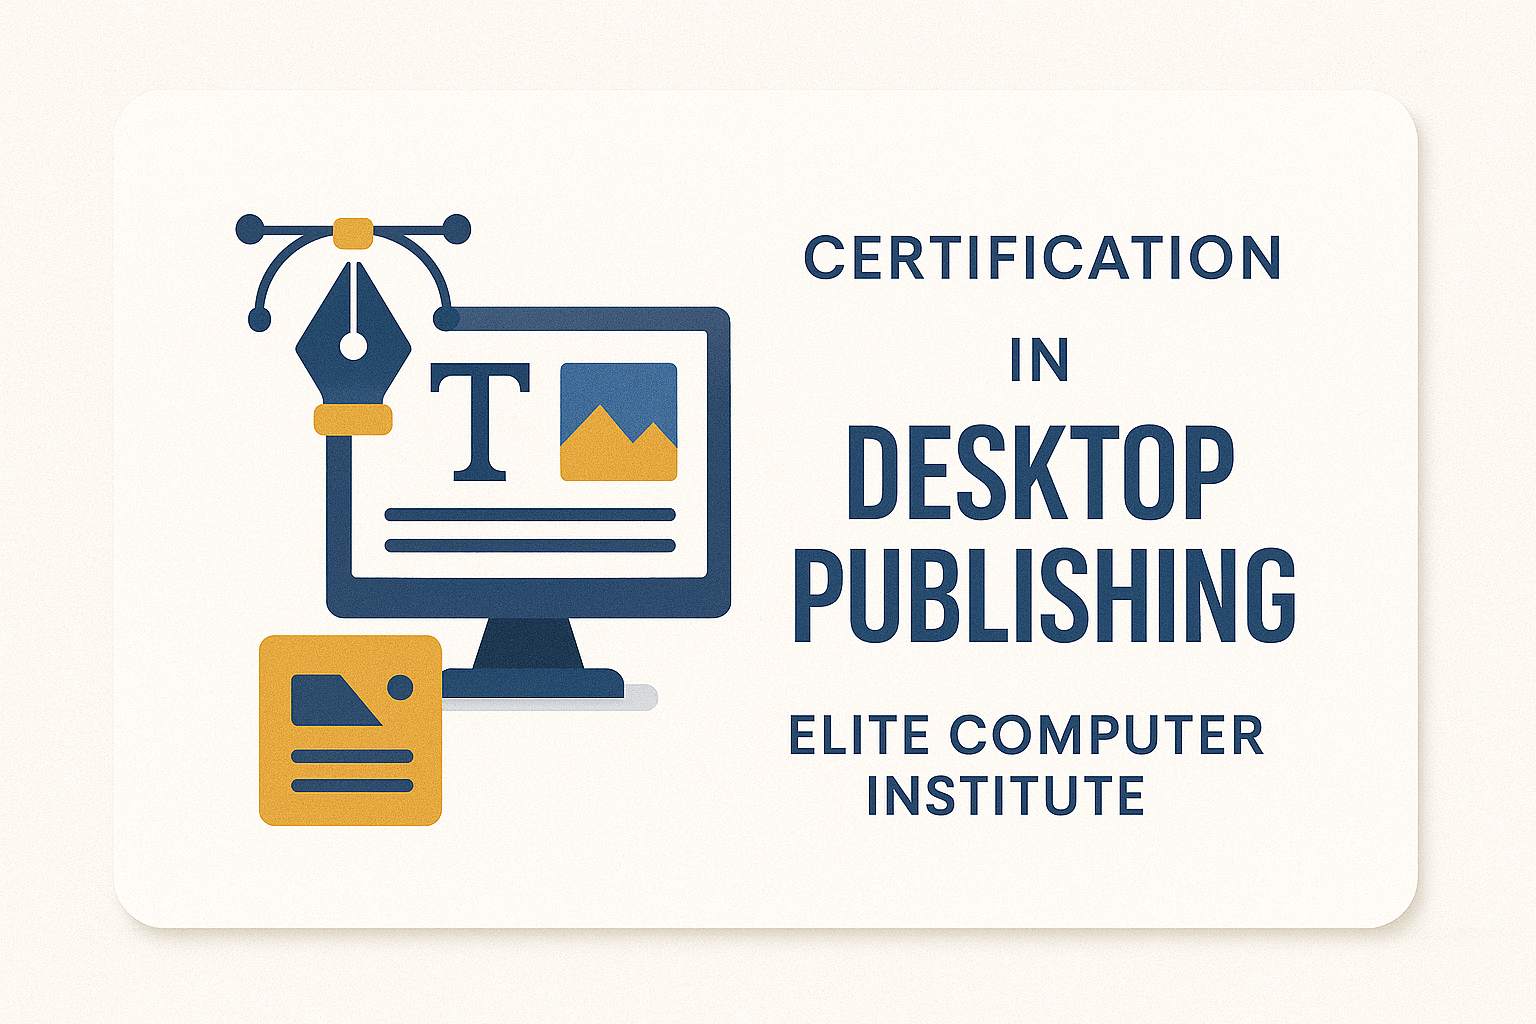 T
CERTIFICATION
IN
DESKTOP
PUBLISHING
ELITE COMPUTER
INSTITUTE